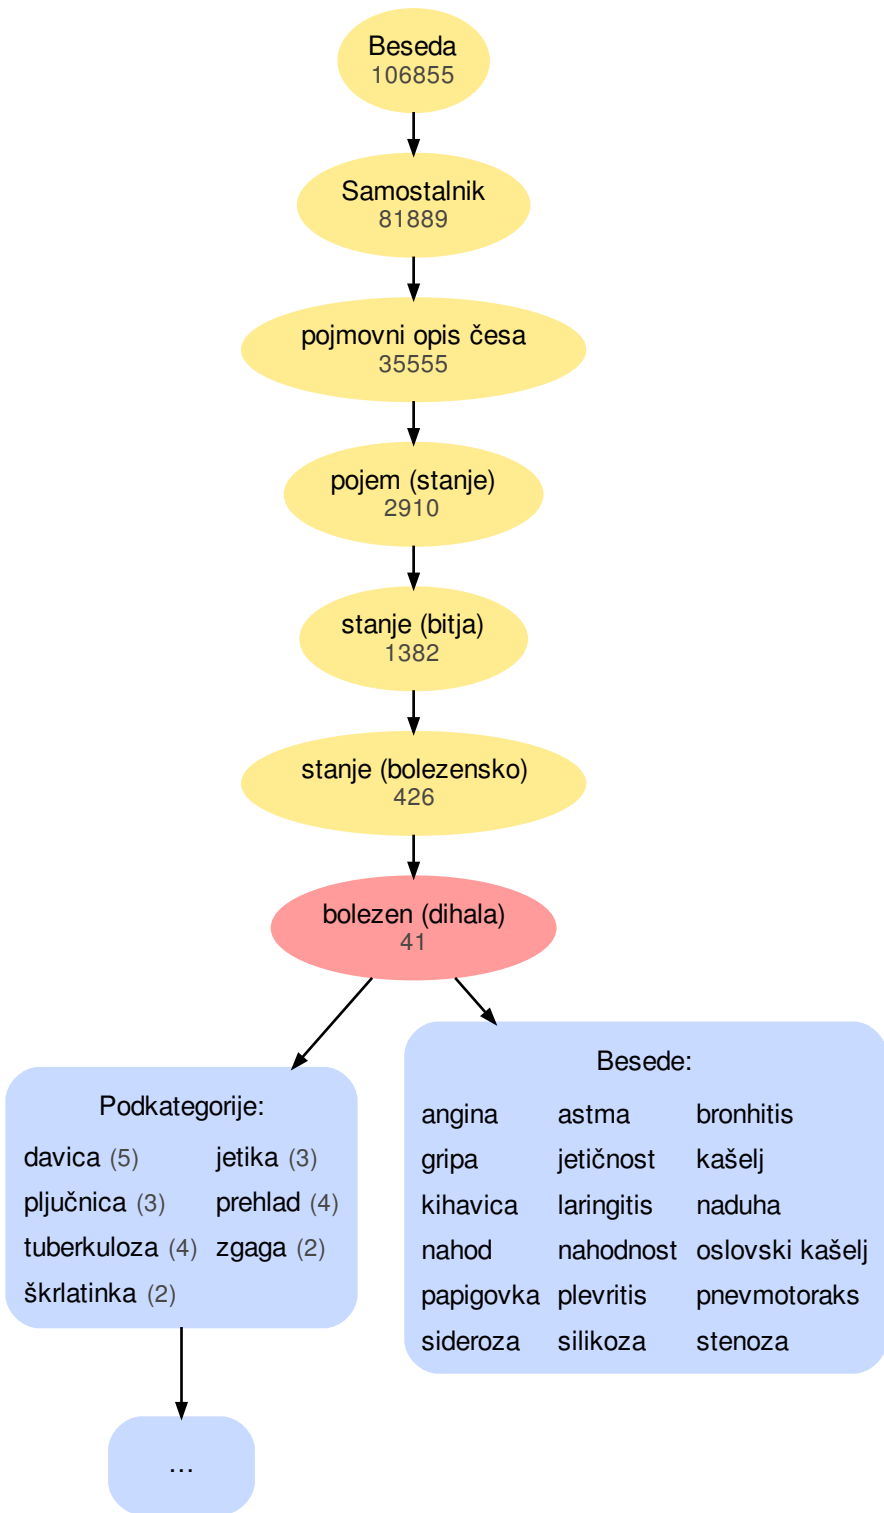 Beseda
106855
Samostalnik
81889
pojmovni opis česa
35555
pojem (stanje)
2910
stanje (bitja)
1382
stanje (bolezensko)
426
bolezen (dihala)
41
Podkategorije:
davica (5) jetika (3)
pljučnica (3) prehlad (4)
tuberkuloza (4) zgaga (2)
škrlatinka (2)
...
Besede:
angina astma bronhitis
gripa jetičnost kašelj
kihavica laringitis naduha
nahod nahodnost oslovski kašelj
papigovka plevritis pnevmotoraks
sideroza silikoza stenoza